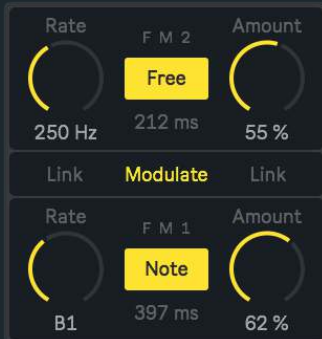 Rate
F M 2
Amount
Free
250 Hz
212 ms
55 %
Link
Modulate
Link
Rate
F M 1
Amount
Note
B1
397 ms
62 %